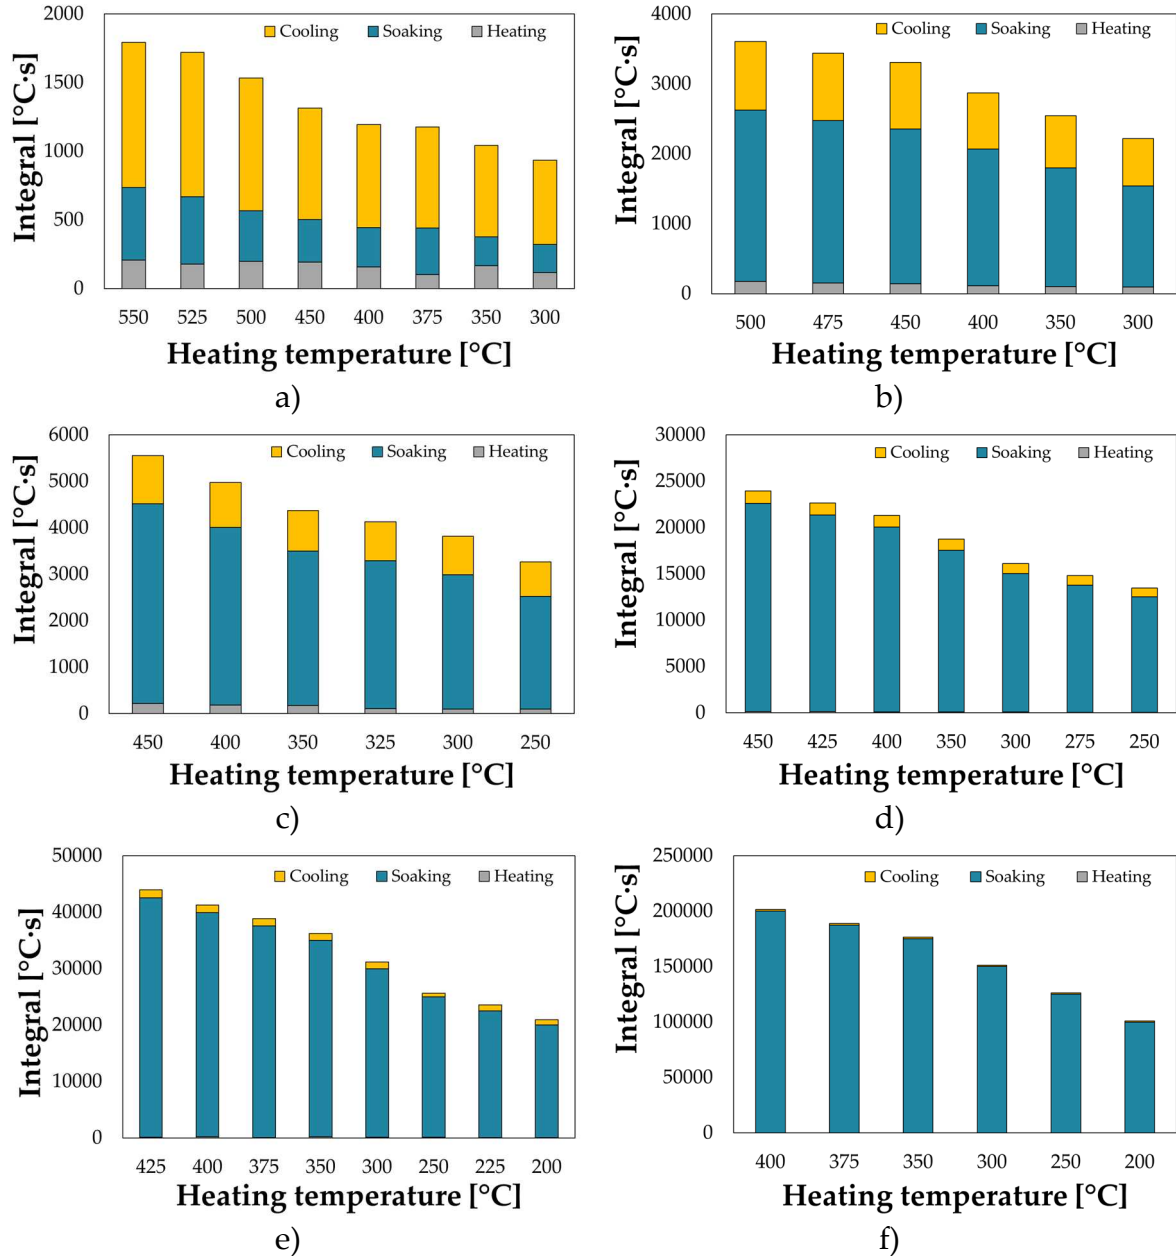 2000
1500
1000
500
0
Integral [°C·s]
Cooling Soaking Heating
550 525 500 450 400 375 350 300
Heating temperature [°C]
a)
4000
3000
2000
1000
0
Integral [°C·s]
Cooling Soaking Heating
500 475 450 400 350 300
Heating temperature [°C]
b)
6000
5000
4000
3000
2000
1000
0
Integral [°C·s]
Cooling Soaking Heating
450 400 350 325 300 250
Heating temperature [°C]
c)
30000
25000
20000
15000
10000
5000
0
Integral [°C·s]
Cooling Soaking Heating
450 425 400 350 300 275 250
Heating temperature [°C]
d)
50000
40000
30000
20000
10000
0
Integral [°C·s]
Cooling Soaking Heating
425 400 375 350 300 250 225 200
Heating temperature [°C]
e)
250000
200000
150000
100000
50000
0
Integral [°C·s]
Cooling Soaking Heating
400 375 350 300 250 200
Heating temperature [°C]
f)